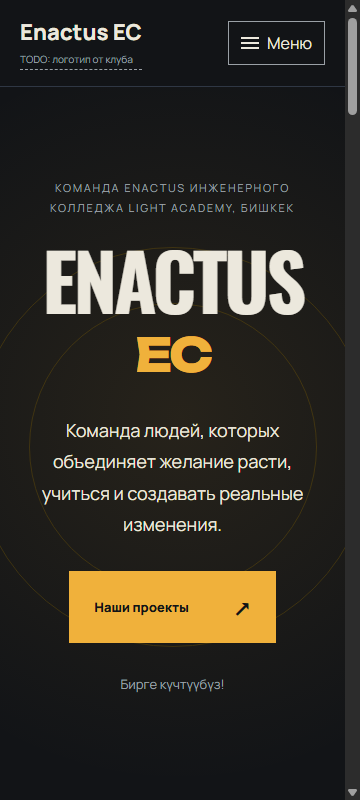 Enactus EC
TODO: логотип от клуба
Меню
КОМАНДА ENACTUS ИНЖЕНЕРНОГО
КОЛЛЕДЖА LIGHT ACADEMY, БИШКЕК
ENACTUS
EC
Команда людей, которых
объединяет желание расти,
учиться и создавать реальные
изменения.
Наши проекты ↗
Бирге күчтүүбүз!